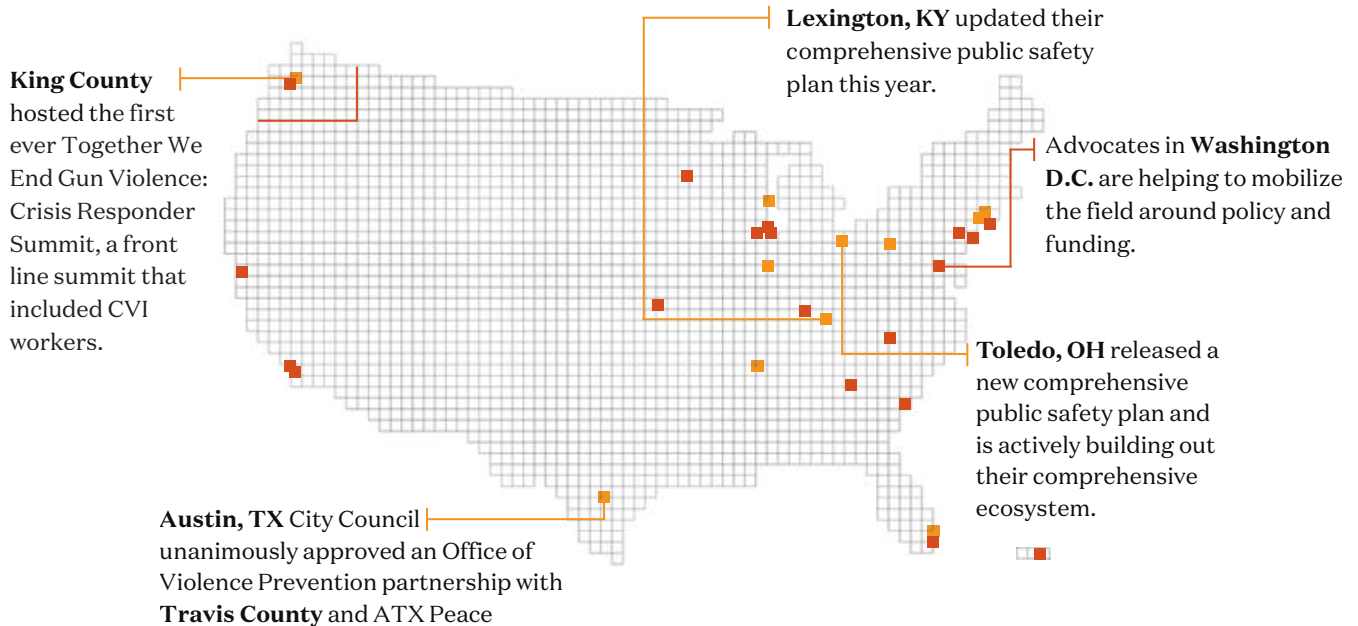 Lexington, KY updated their
comprehensive public safety
plan this year.
King County
hosted the first
ever Together We
End Gun Violence:
Crisis Responder
Summit, a front
line summit that
included CVI
workers.
Advocates in Washington
D.C. are helping to mobilize
the field around policy and
funding.
Toledo, OH released a
new comprehensive
public safety plan and
is actively building out
their comprehensive
ecosystem.
Austin, TX City Council
unanimously approved an Office of
Violence Prevention partnership with
Travis County and ATX Peace